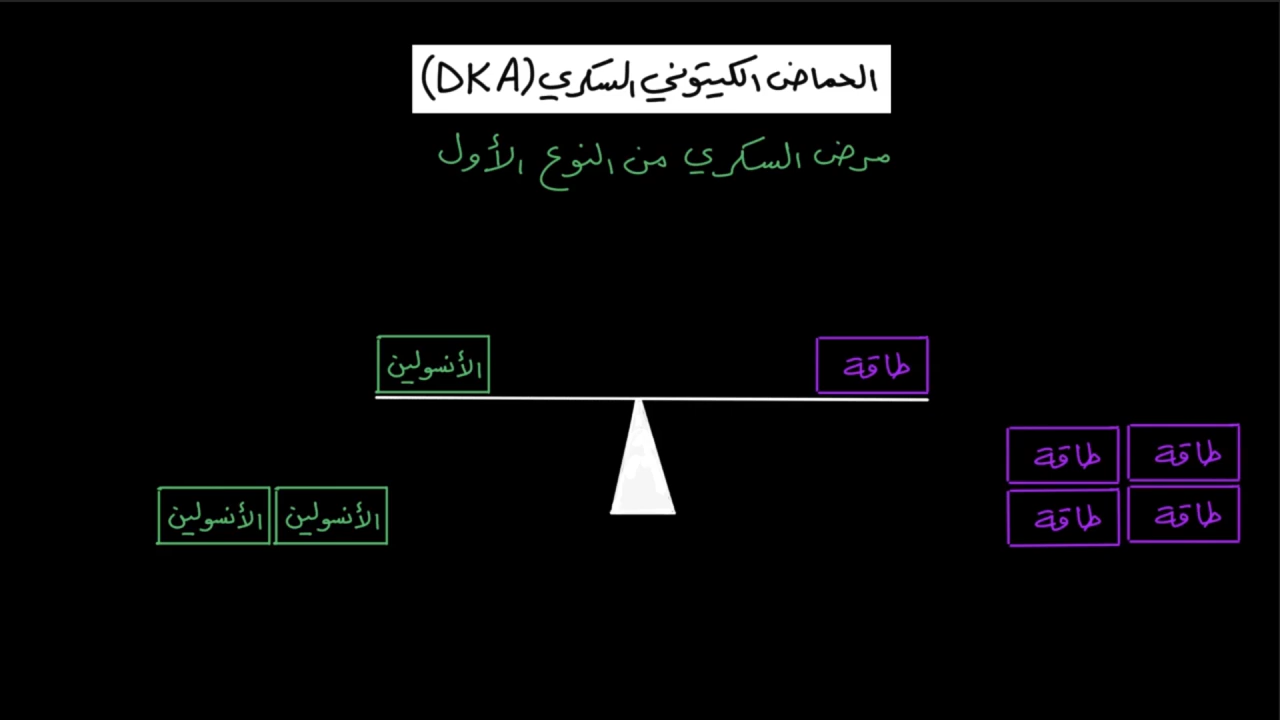 الحماض الكيتوني السكري (DKA)
مرض السكري من النوع الأول
طاقة الأنسولين
طاقة طاقة
طاقة طاقة
الأنسولين الأنسولين